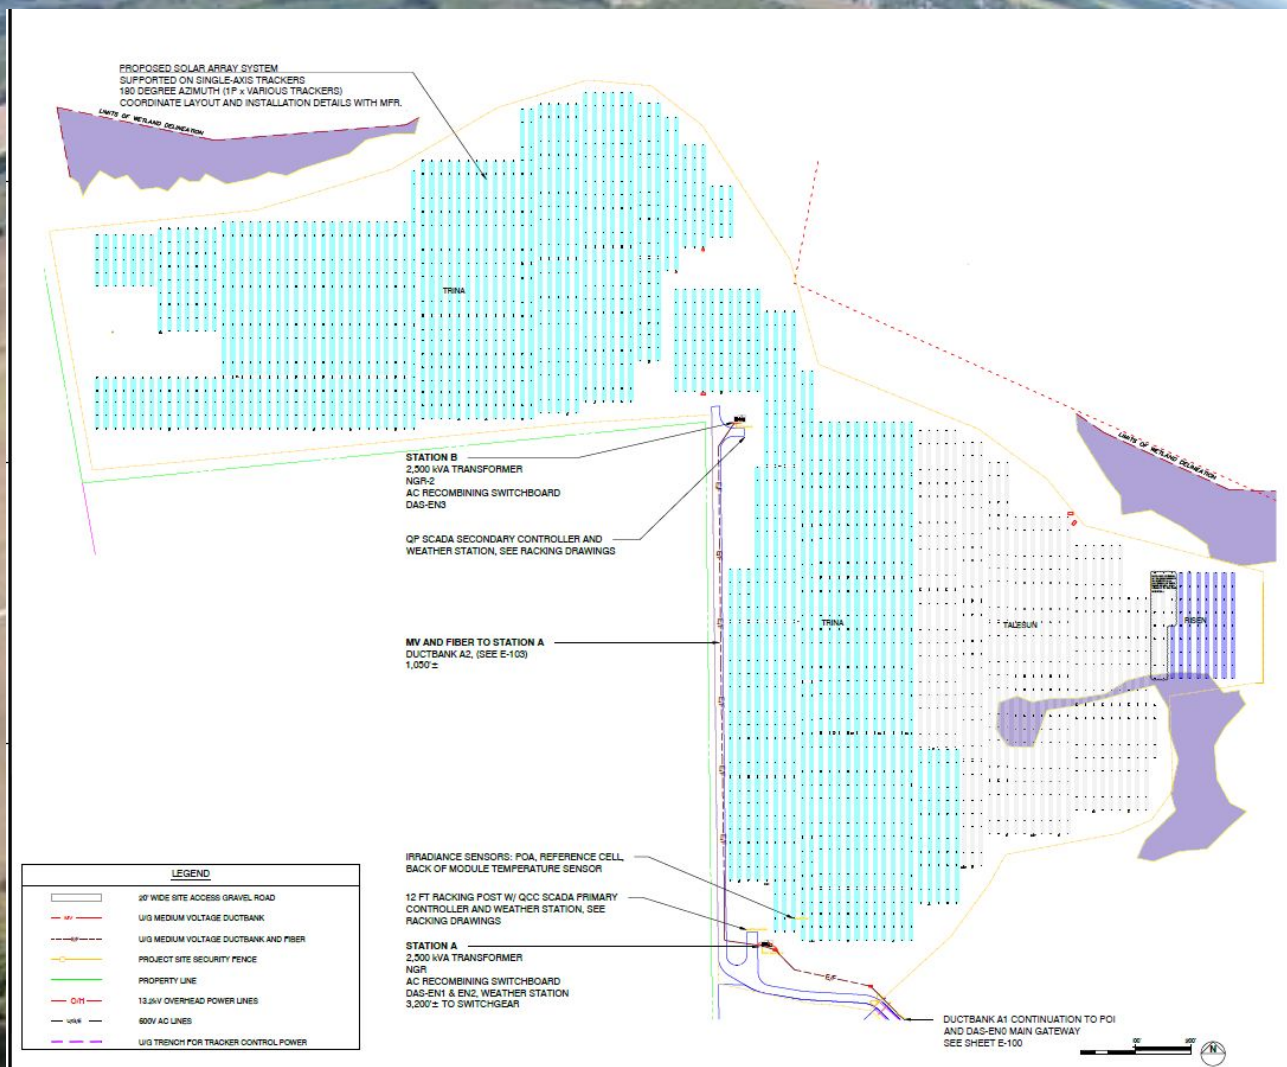 PROPOSED SOLAR ARRAY SYSTEM
SUPPORTED ON SINGLE-AXIS TRACKERS
180 DEGREE AZIMUTH (1P x VARIOUS TRACKERS)
COORDINATE LAYOUT AND INSTALLATION DETAILS WITH MFR.
LIMITS OF WETLAND DELINEATION
TRINA
LIMITS OF WETLAND DELINEATION
STATION B
2,500 kVA TRANSFORMER
NGR-2
AC RECOMBINING SWITCHBOARD
DAS-EN3
QP SCADA SECONDARY CONTROLLER AND
WEATHER STATION, SEE RACKING DRAWINGS
TRINA
TALESUN
RISEN
MV AND FIBER TO STATION A
DUCTBANK A2, (SEE E-103)
1,050'±
IRRADIANCE SENSORS: POA, REFERENCE CELL,
BACK OF MODULE TEMPERATURE SENSOR
12 FT RACKING POST W/ QCC SCADA PRIMARY
CONTROLLER AND WEATHER STATION, SEE
RACKING DRAWINGS
STATION A
2,500 kVA TRANSFORMER
NGR
AC RECOMBINING SWITCHBOARD
DAS-EN1 & EN2, WEATHER STATION
3,200'± TO SWITCHGEAR
E/F
DUCTBANK A1 CONTINUATION TO POI
AND DAS-EN0 MAIN GATEWAY
SEE SHEET E-100
N
LEGEND
20' WIDE SITE ACCESS GRAVEL ROAD
U/G MEDIUM VOLTAGE DUCTBANK
U/G MEDIUM VOLTAGE DUCTBANK AND FIBER
PROJECT SITE SECURITY FENCE
PROPERTY LINE
O/H 13.2kV OVERHEAD POWER LINES
600V AC LINES
U/G TRENCH FOR TRACKER CONTROL POWER